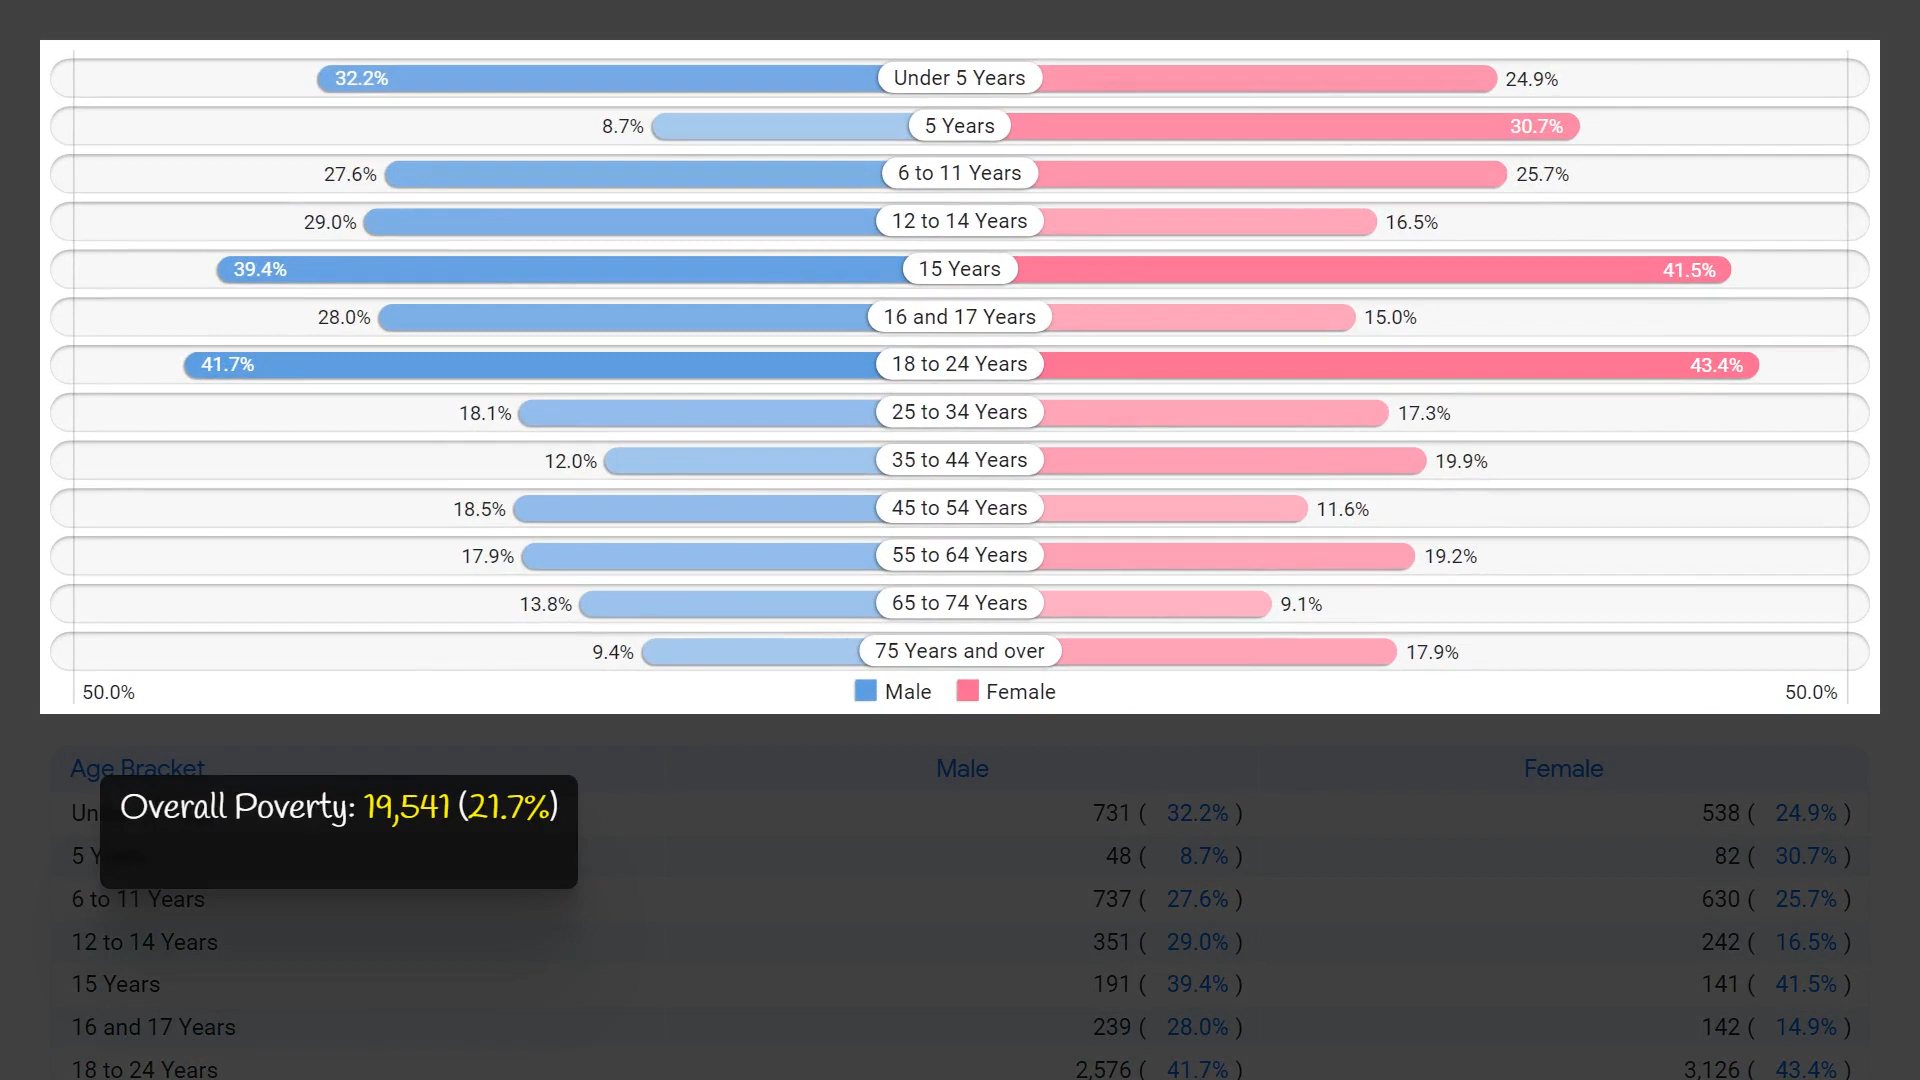 32.2% Under 5 Years 24.9%
8.7% 5 Years 30.7%
27.6% 6 to 11 Years 25.7%
29.0% 12 to 14 Years 16.5%
39.4% 15 Years 41.5%
28.0% 16 and 17 Years 15.0%
41.7% 18 to 24 Years 43.4%
18.1% 25 to 34 Years 17.3%
12.0% 35 to 44 Years 19.9%
18.5% 45 to 54 Years 11.6%
17.9% 55 to 64 Years 19.2%
13.8% 65 to 74 Years 9.1%
9.4% 75 Years and over 17.9%
50.0% Male Female 50.0%
Age Bracket Male Female
Overall Poverty: 19,541 (21.7%)
731 ( 32.2% ) 538 ( 24.9% )
48 ( 8.7% ) 82 ( 30.7% )
6 to 11 Years 737 ( 27.6% ) 630 ( 25.7% )
12 to 14 Years 351 ( 29.0% ) 242 ( 16.5% )
15 Years 191 ( 39.4% ) 141 ( 41.5% )
16 and 17 Years 239 ( 28.0% ) 142 ( 14.9% )
18 to 24 Years 2,576 ( 41.7% ) 3,126 ( 43.4% )